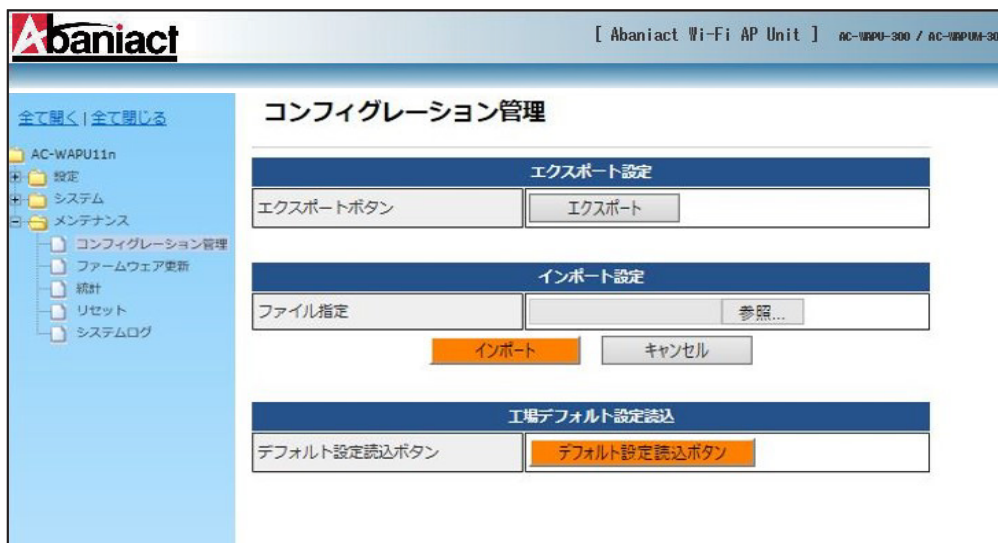 Abaniact
[ Abaniact Wi-Fi AP Unit ] AC-WAPU-300 / AC-WAPUM-30
全て開く | 全て閉じる
AC-WAPU11n
設定
システム
メンテナンス
コンフィグレーション管理
ファームウェア更新
統計
リセット
システムログ
コンフィグレーション管理
エクスポート設定
エクスポートボタン
エクスポート
インポート設定
ファイル指定
参照...
インポート
キャンセル
工場デフォルト設定読込
デフォルト設定読込ボタン
デフォルト設定読込ボタン